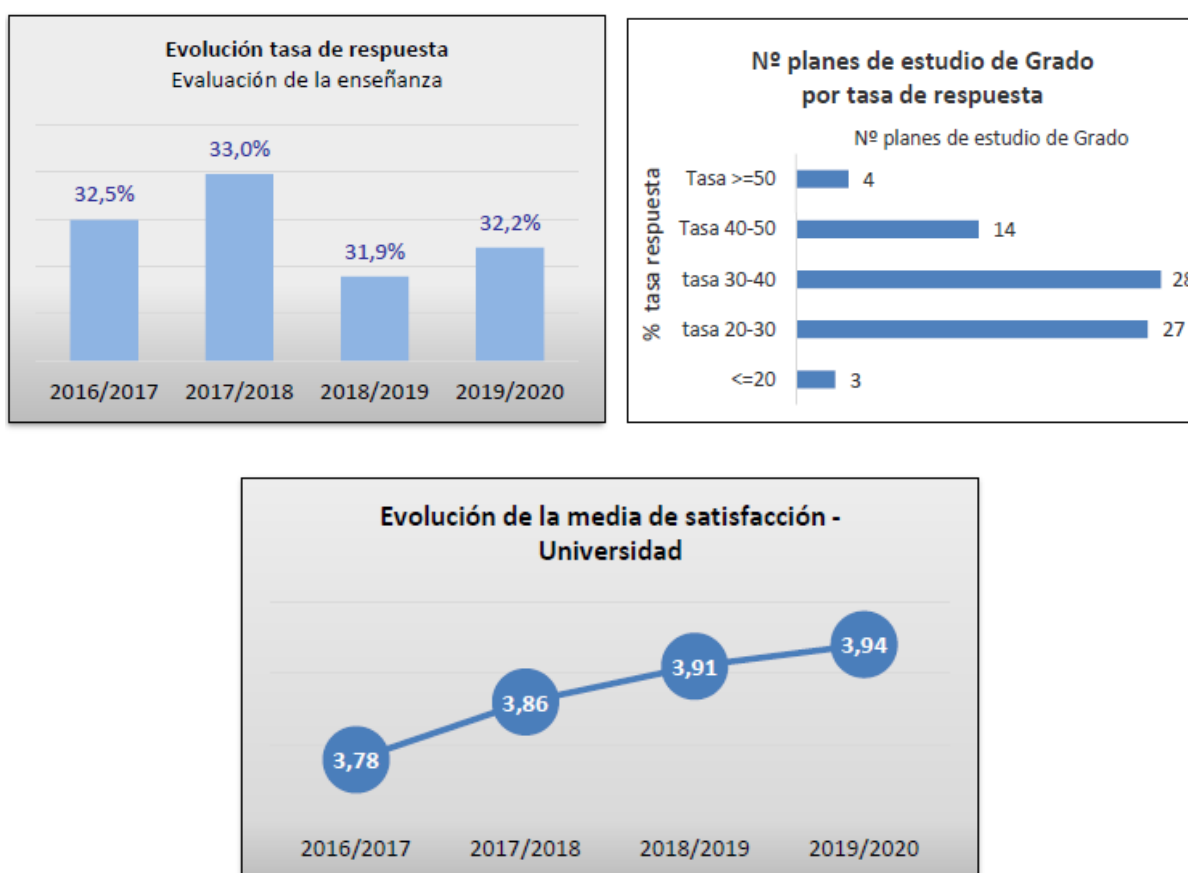 Evolución tasa de respuesta
Evaluación de la enseñanza
32,5%
33,0%
31,9%
32,2%
2016/2017 2017/2018 2018/2019 2019/2020
Nº planes de estudio de Grado
por tasa de respuesta
Nº planes de estudio de Grado
% tasa respuesta
Tasa >=50 4
Tasa 40-50 14
tasa 30-40 28
tasa 20-30 27
<=20 3
Evolución de la media de satisfacción -
Universidad
3,78
3,86
3,91
3,94
2016/2017 2017/2018 2018/2019 2019/2020